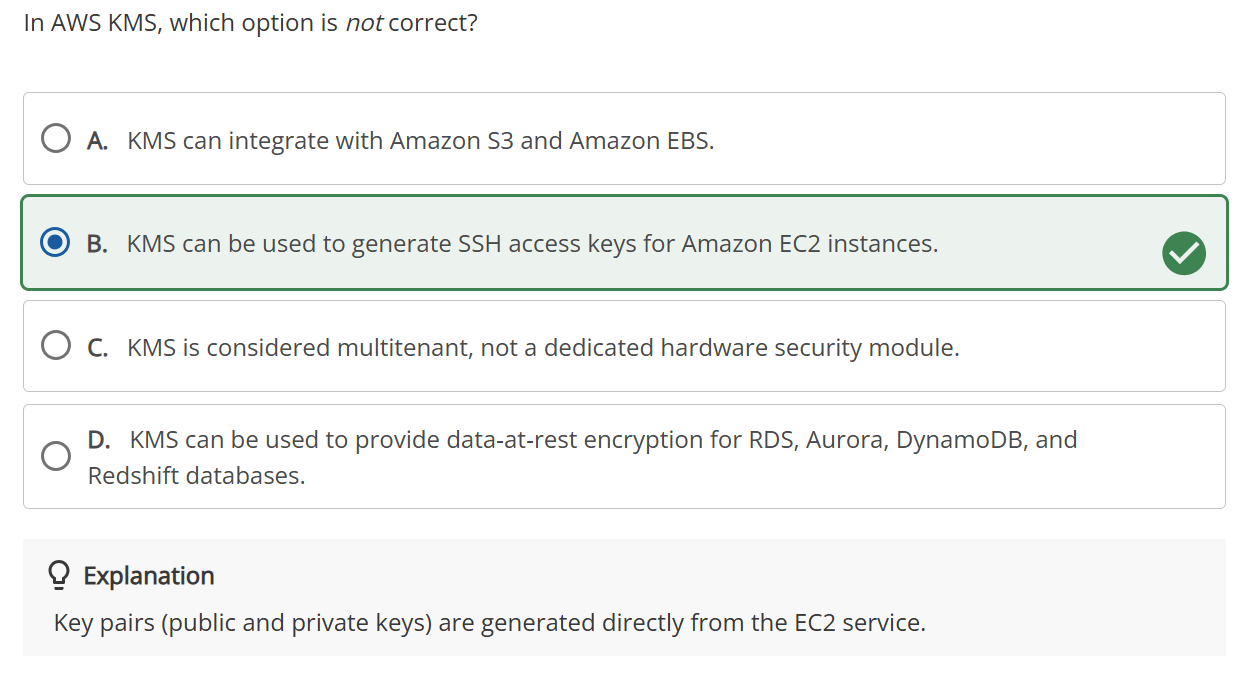 In AWS KMS, which option is not correct?
A. KMS can integrate with Amazon S3 and Amazon EBS.
B. KMS can be used to generate SSH access keys for Amazon EC2 instances.
C. KMS is considered multitenant, not a dedicated hardware security module.
D. KMS can be used to provide data-at-rest encryption for RDS, Aurora, DynamoDB, and
Redshift databases.
Explanation
Key pairs (public and private keys) are generated directly from the EC2 service.